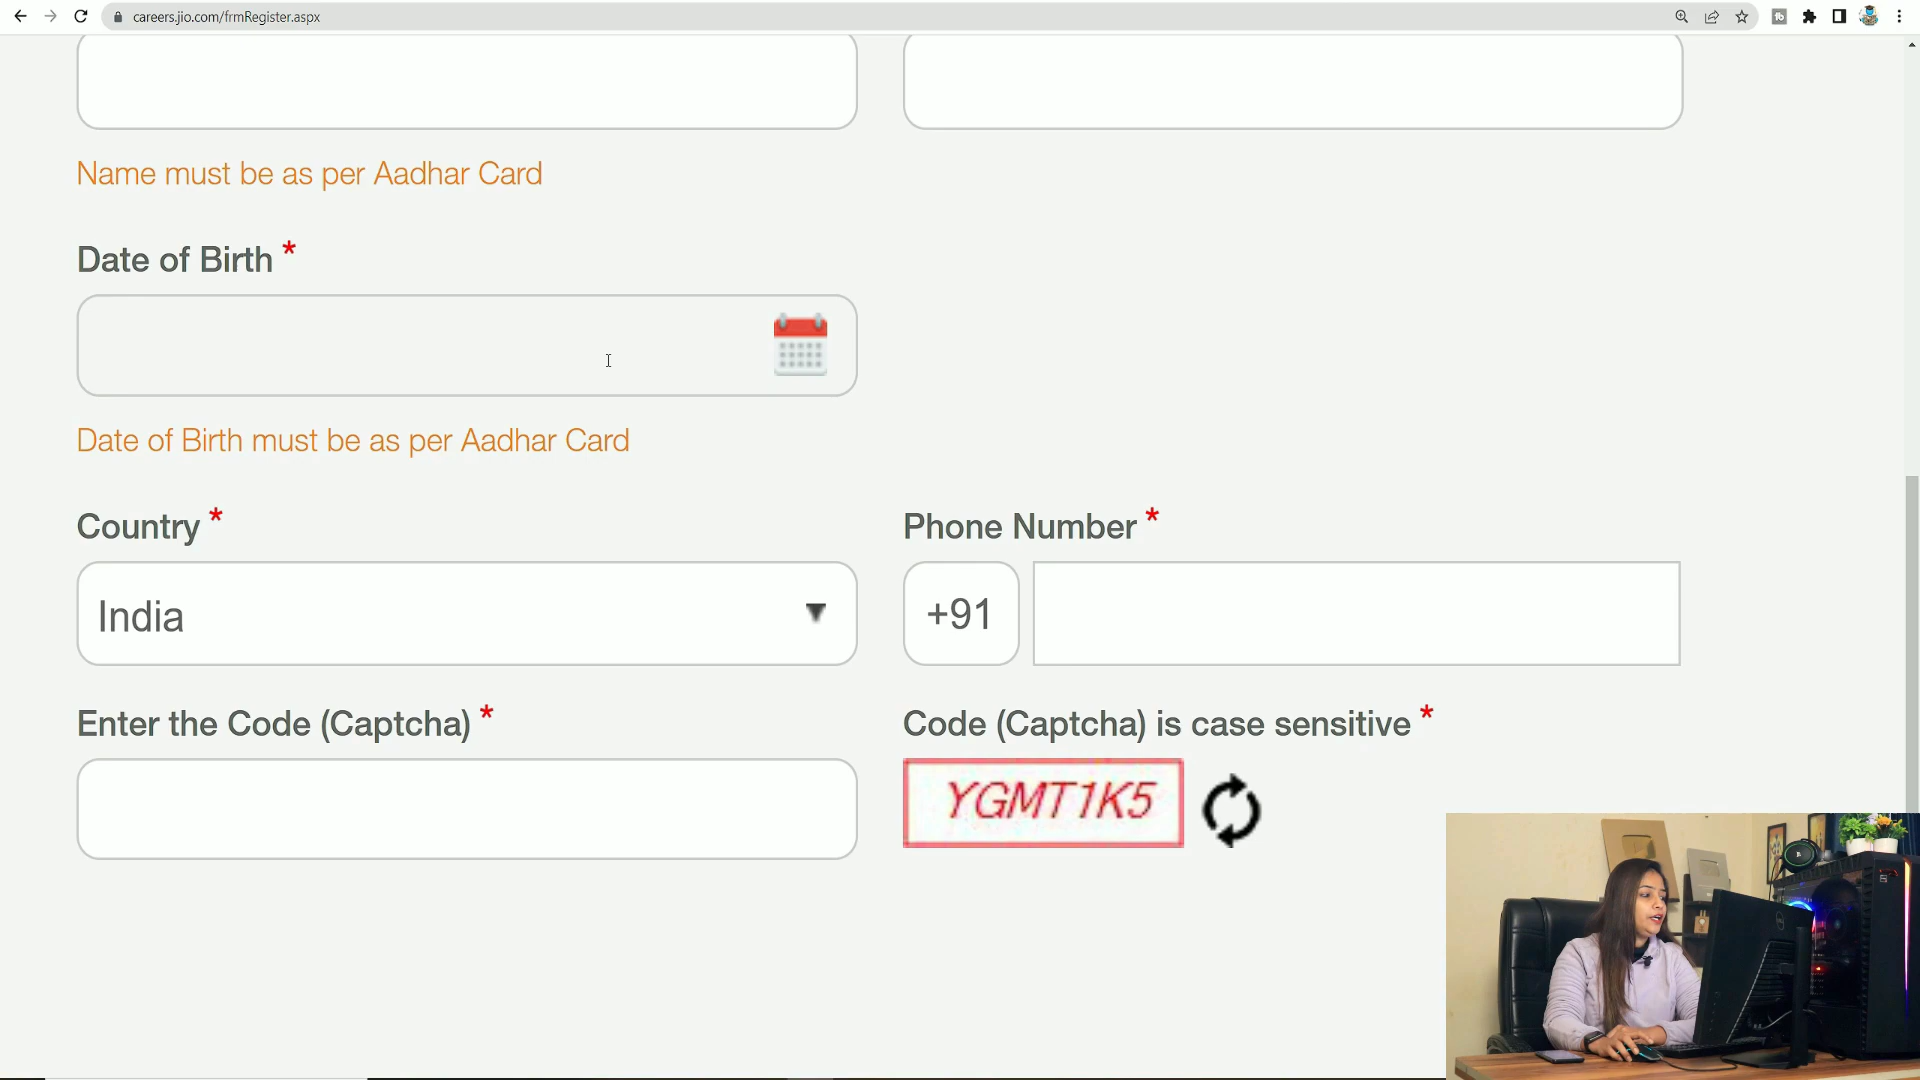 careers.jio.com/frmRegister.aspx
Name must be as per Aadhar Card
Date of Birth *
Date of Birth must be as per Aadhar Card
Country *
Phone Number *
India
+91
Enter the Code (Captcha) *
Code (Captcha) is case sensitive *
YGMT1K5